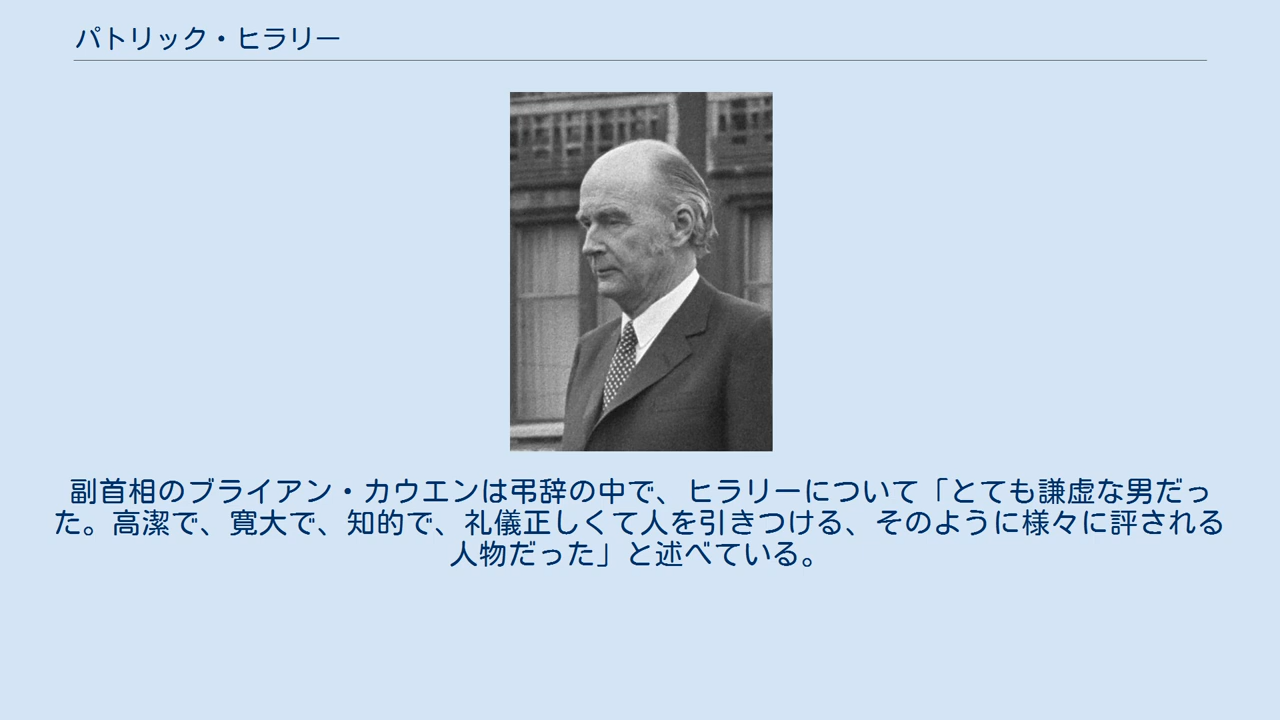 パトリック・ヒラリー
副首相のブライアン・カウエンは弔辞の中で、ヒラリーについて「とても謙虚な男だっ
た。高潔で、寛大で、知的で、礼儀正しくて人を引きつける、そのように様々に評される
人物だった」と述べている。